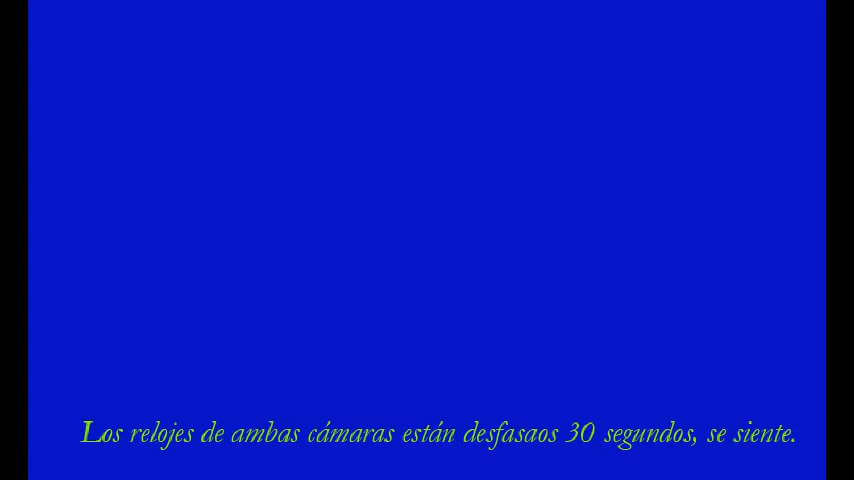 Los relojes de ambas cámaras están desfasaos 30 segundos, se siente.